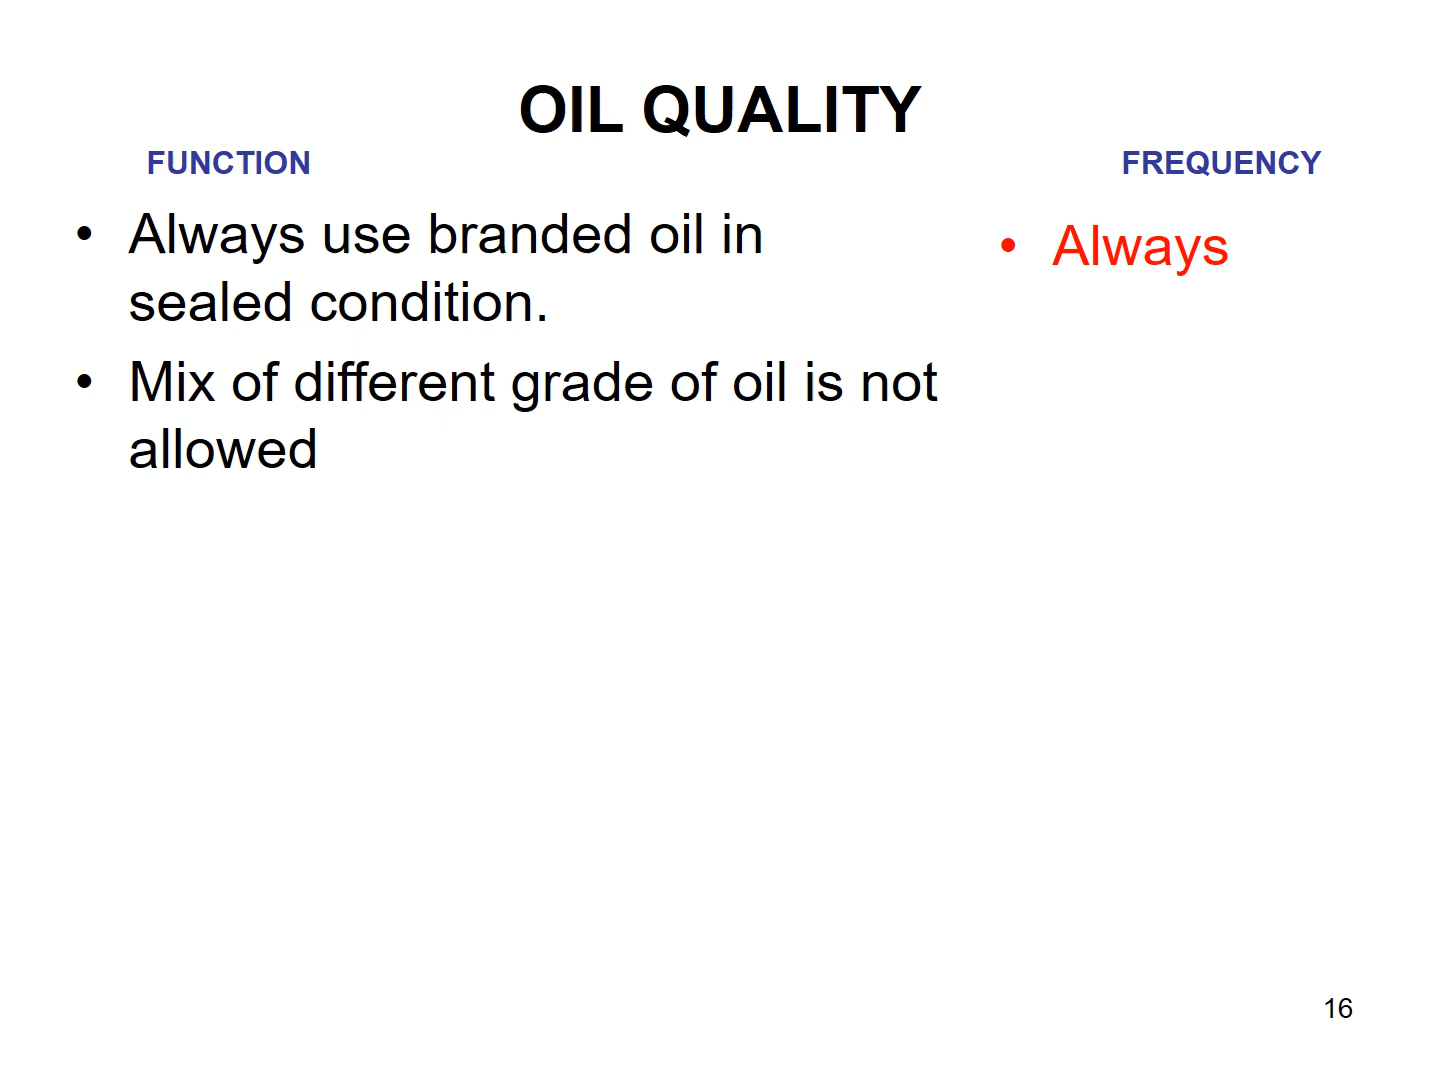 OIL QUALITY
FUNCTION
FREQUENCY
• Always use branded oil in
sealed condition.
• Mix of different grade of oil is not
allowed
• Always
16